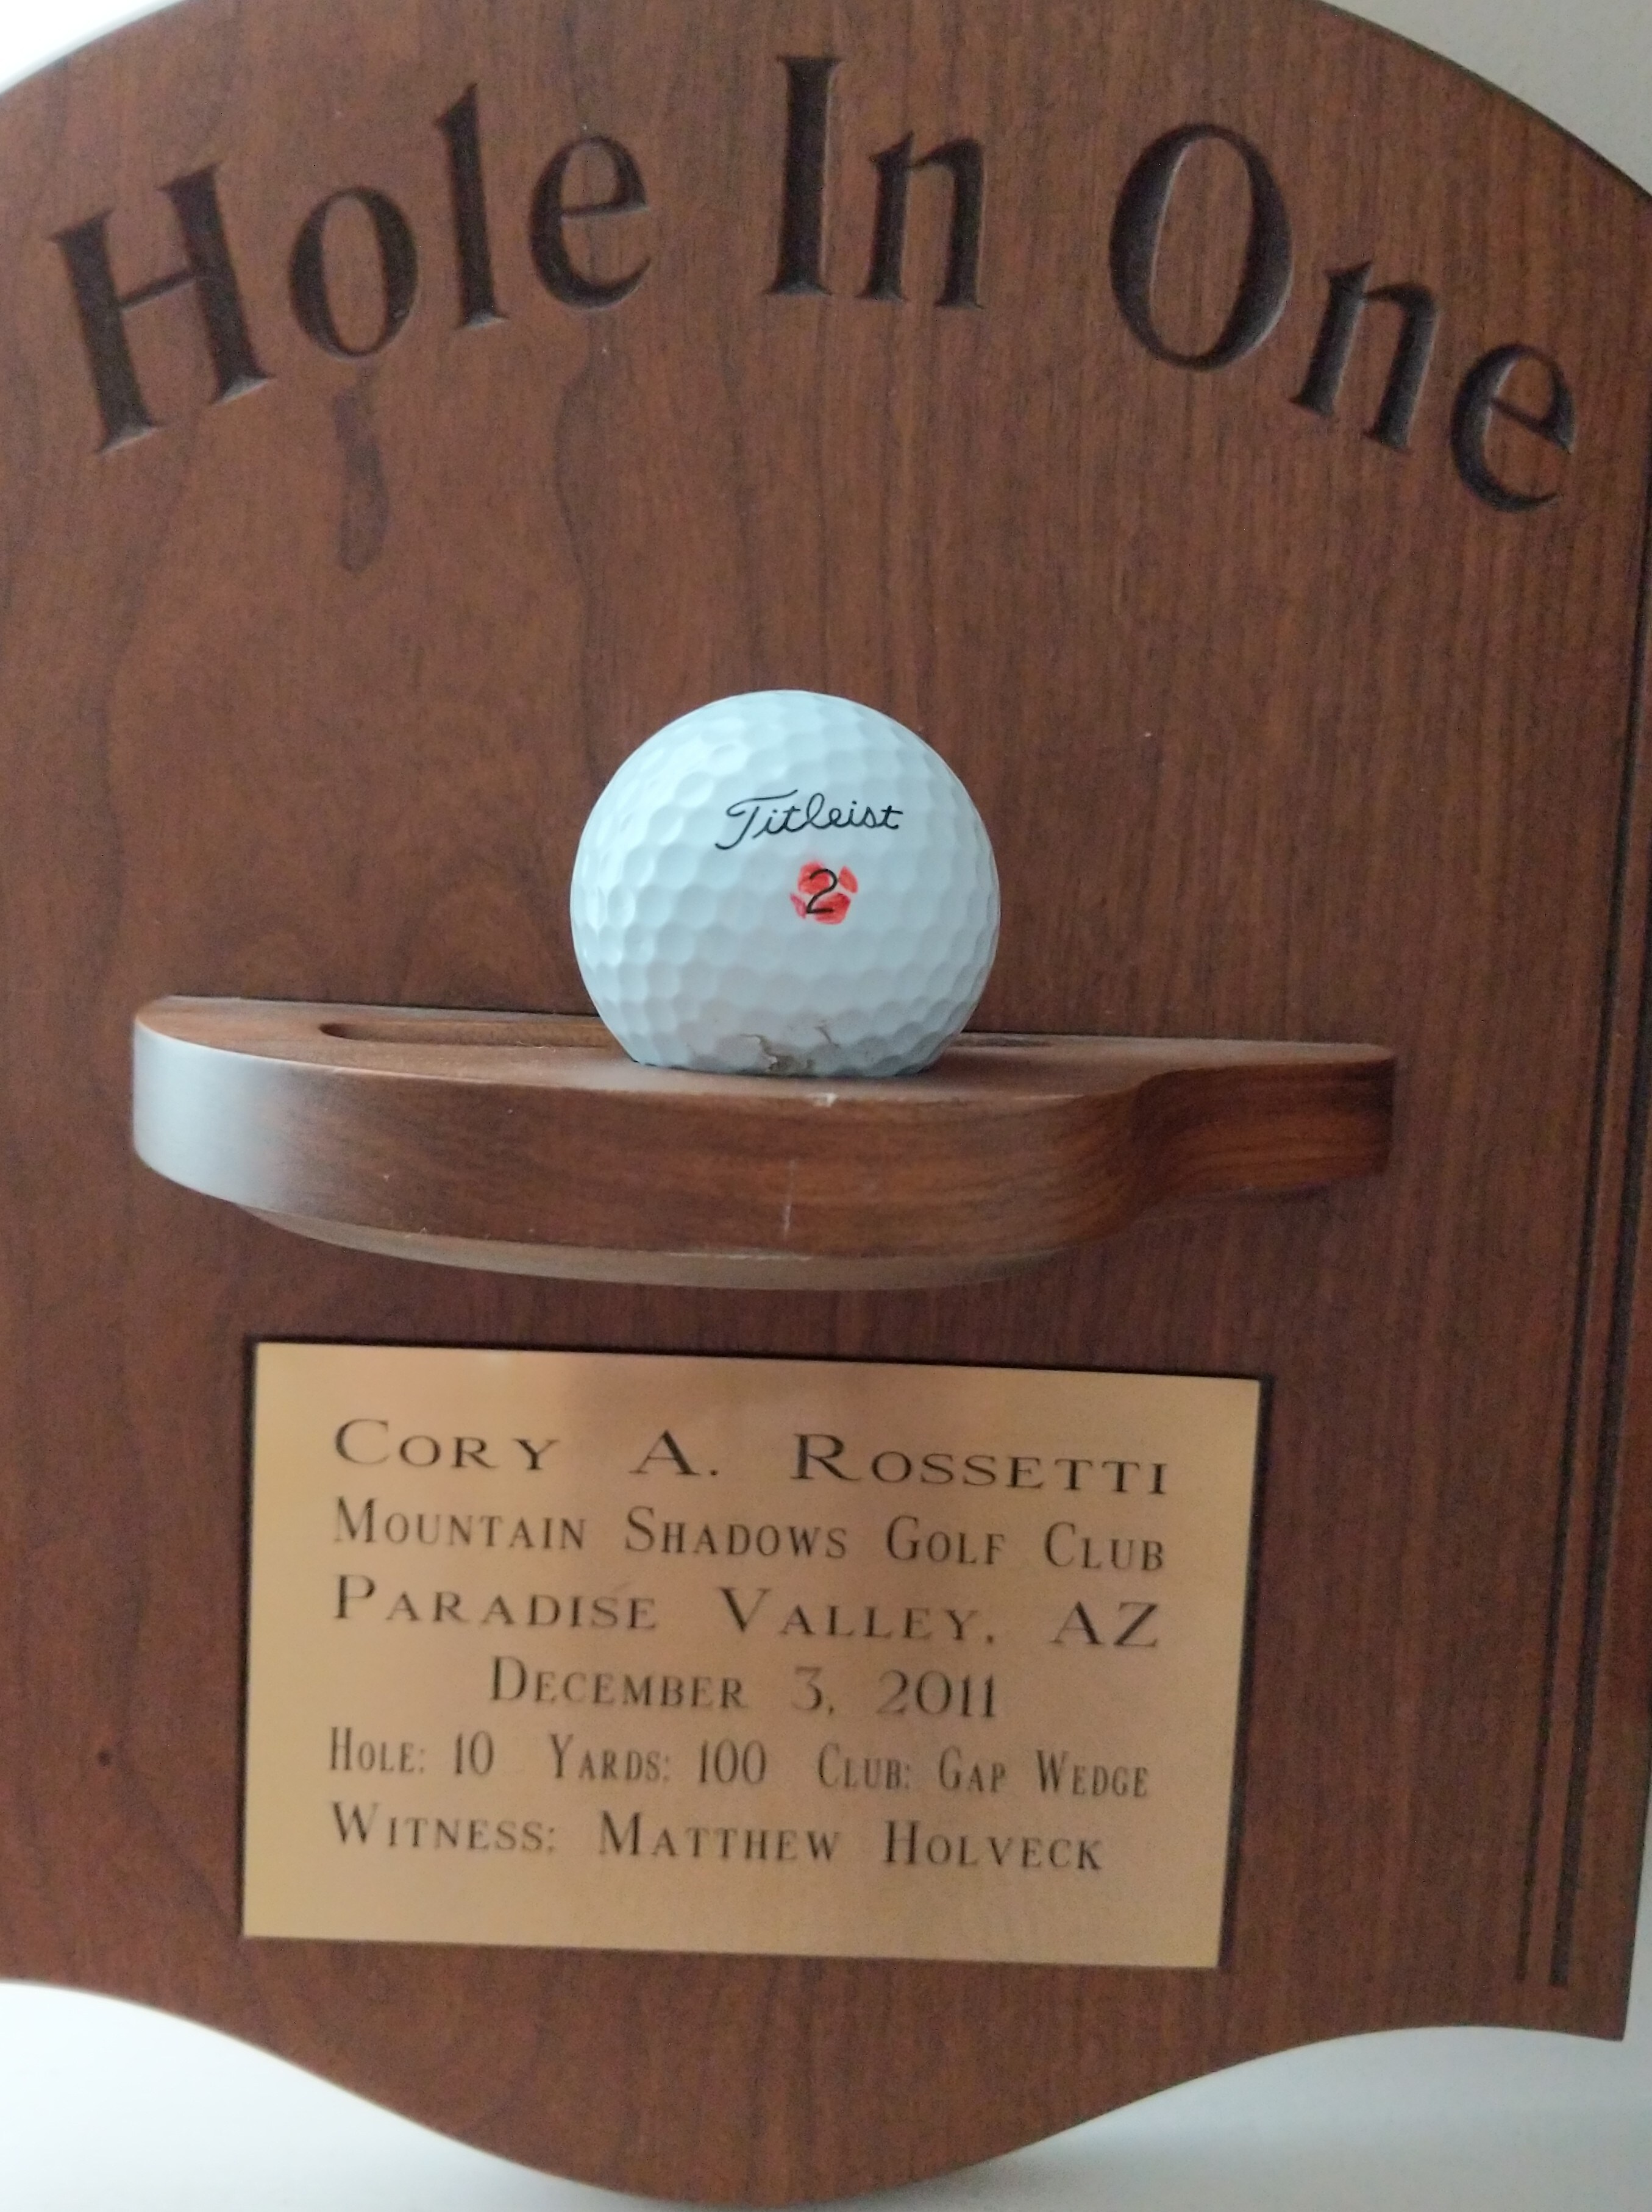 Hole In One
Titleist
2
CORY A. ROSSETTI
MOUNTAIN SHADOWS GOLF CLUB
PARADISE VALLEY, AZ
DECEMBER 3, 2011
HOLE: 10 YARDS: 100 CLUB: GAP WEDGE
WITNESS: MATTHEW HOLVECK